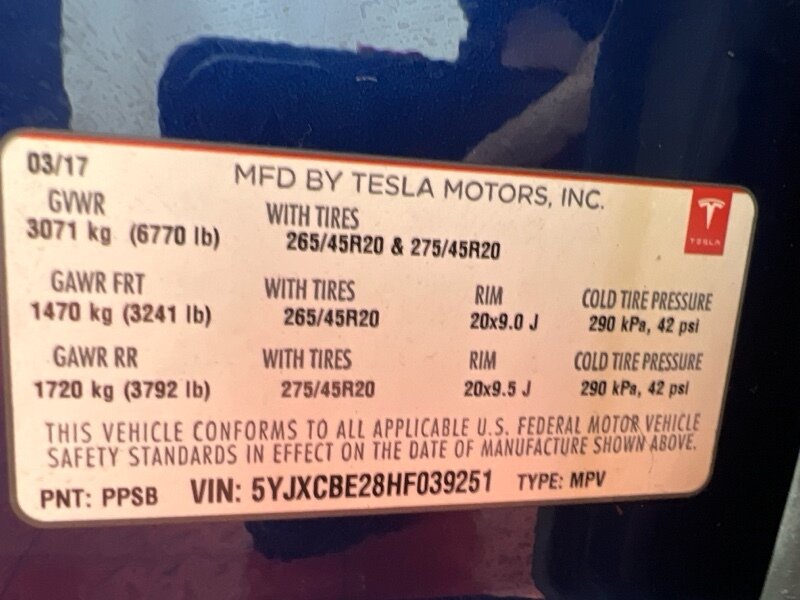 03/17
MFD BY TESLA MOTORS, INC.
TESLA
GVWR WITH TIRES
3071 kg (6770 lb) 265/45R20 & 275/45R20
GAWR FRT WITH TIRES RIM COLD TIRE PRESSURE
1470 kg (3241 lb) 265/45R20 20x9.0 J 290 kPa, 42 psi
GAWR RR WITH TIRES RIM COLD TIRE PRESSURE
1720 kg (3792 lb) 275/45R20 20x9.5 J 290 kPa, 42 psi
THIS VEHICLE CONFORMS TO ALL APPLICABLE U.S. FEDERAL MOTOR VEHICLE
SAFETY STANDARDS IN EFFECT ON THE DATE OF MANUFACTURE SHOWN ABOVE.
PNT: PPSB VIN: 5YJXCBE28HF039251 TYPE: MPV